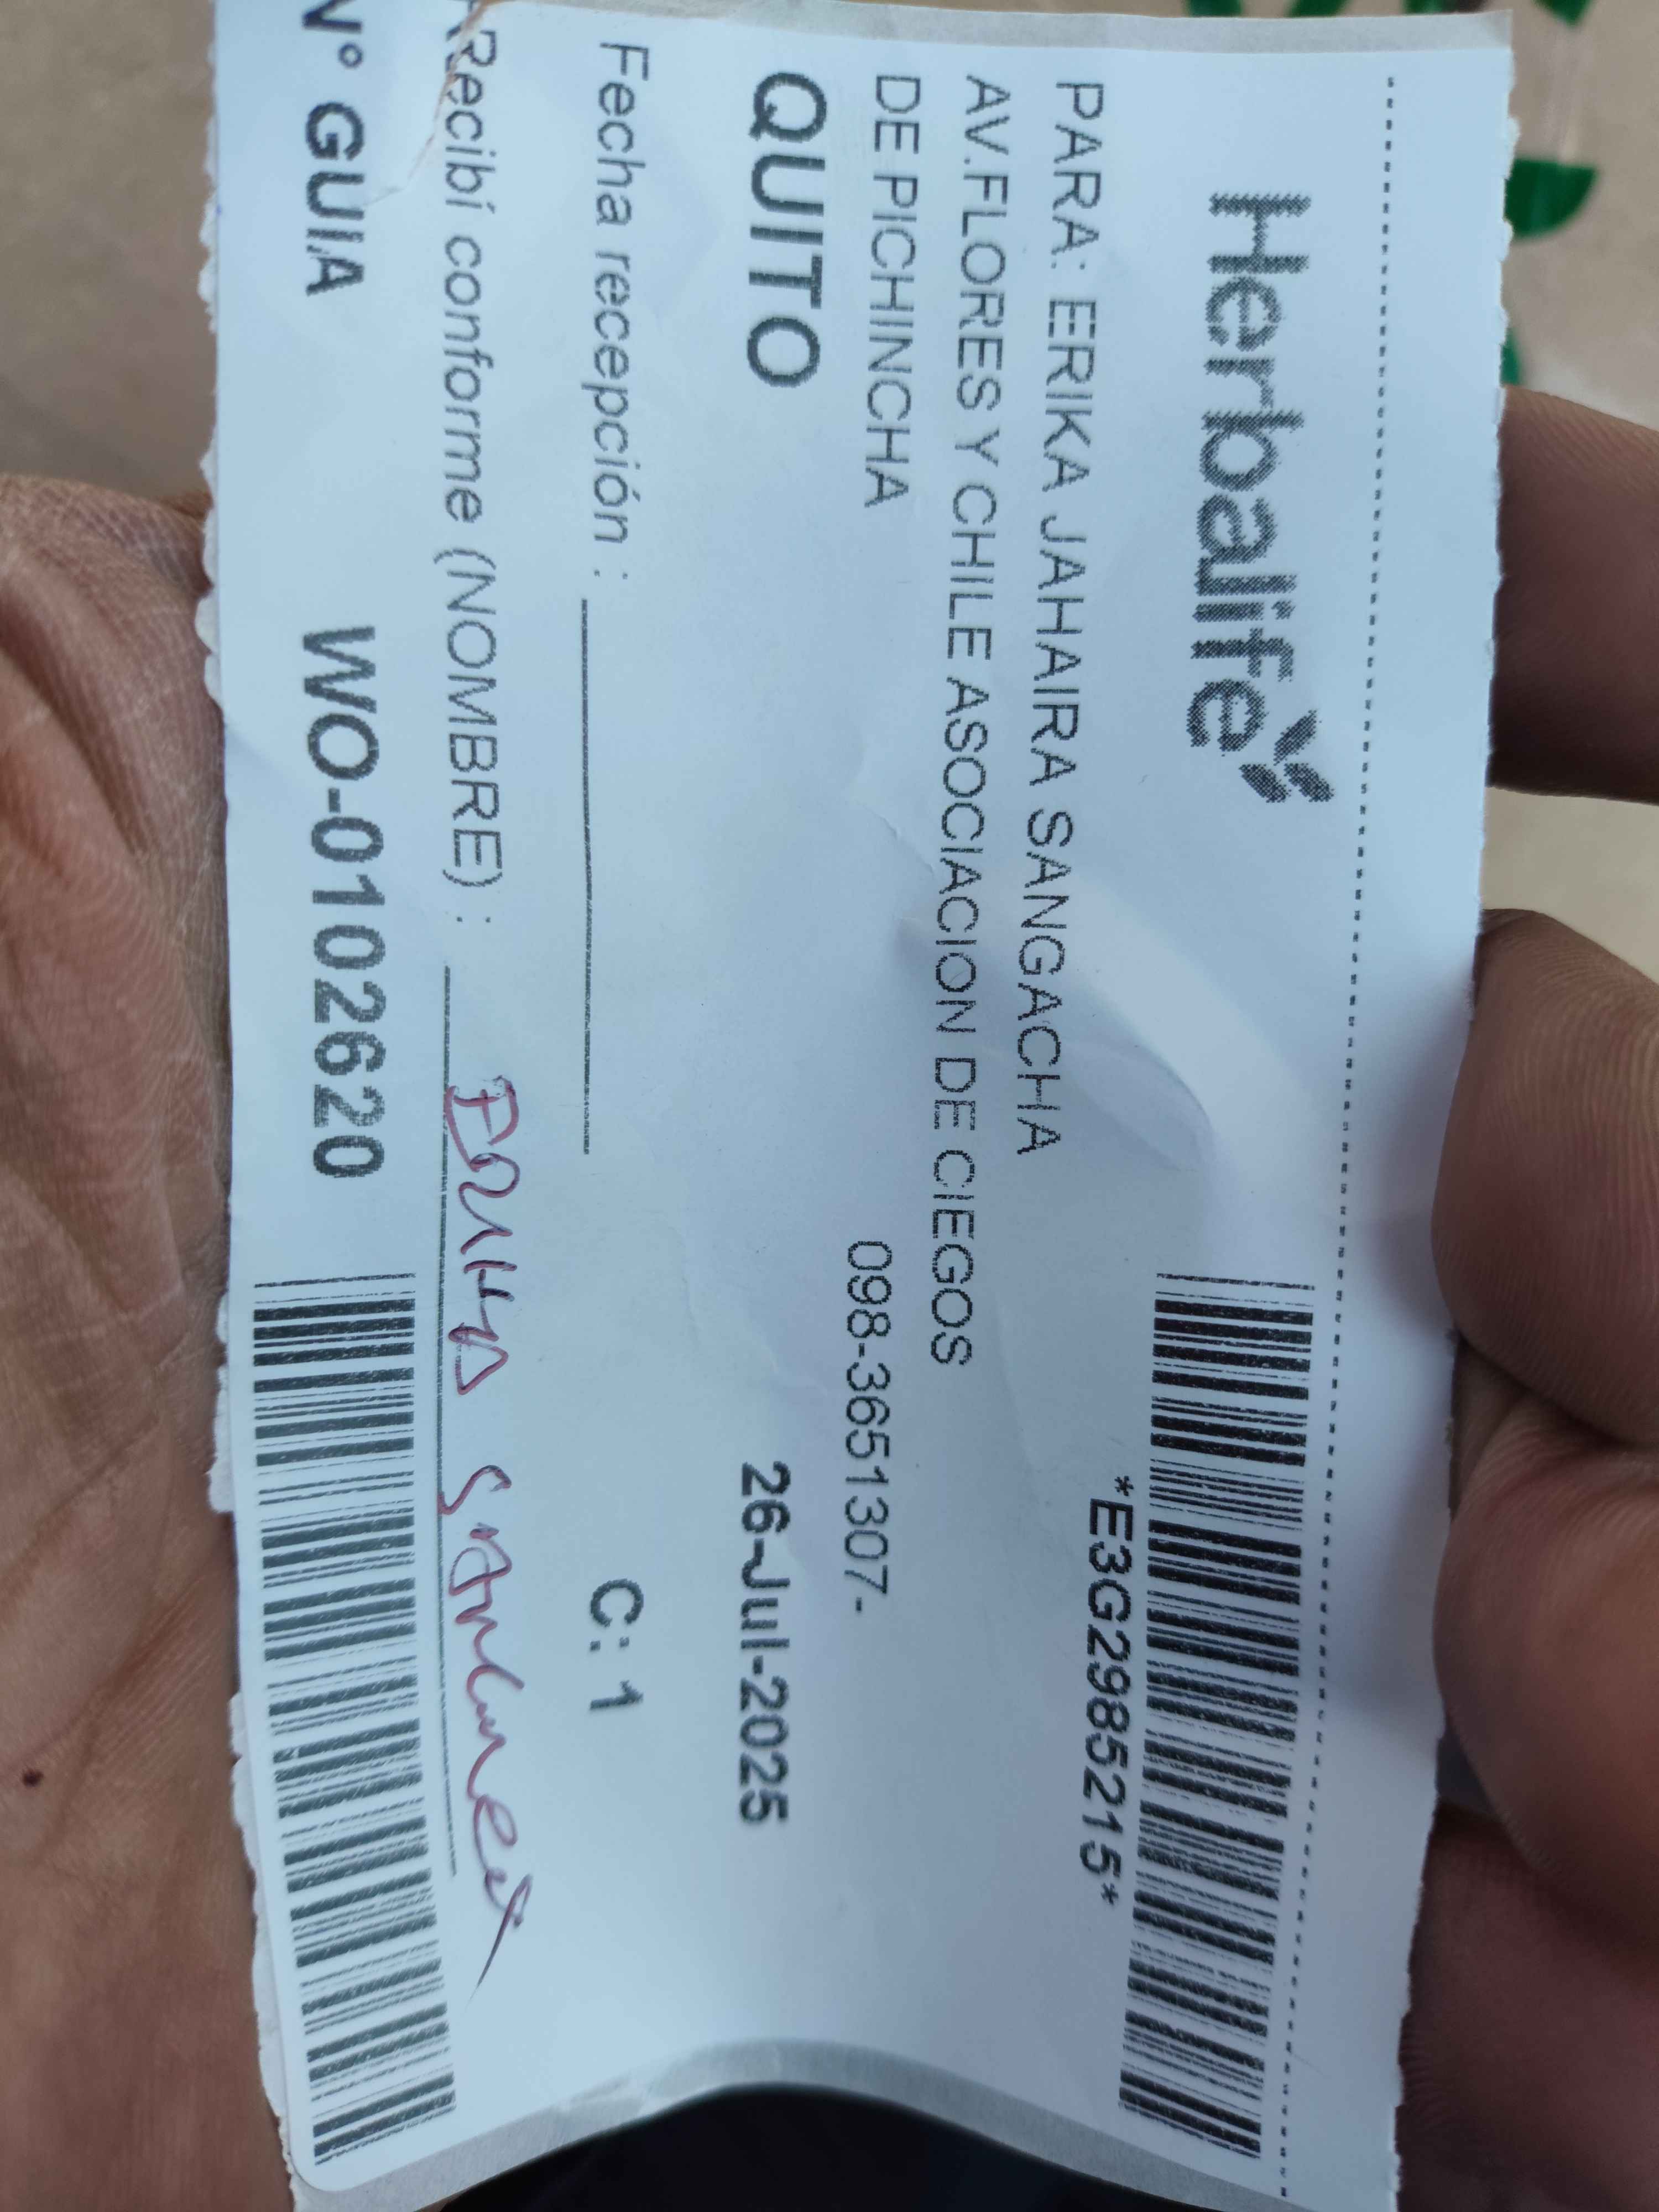 Herbalife
*E3G2985215*
PARA: ERIKA JAHAIRA SANGACHA
AV.FLORES Y CHILE ASOCIACION DE CIEGOS
DE PICHINCHA 098-3651307-
QUITO 26-Jul-2025
Fecha recepción : C: 1
Recibí conforme (NOMBRE) :
N° GUIA WO-0102620